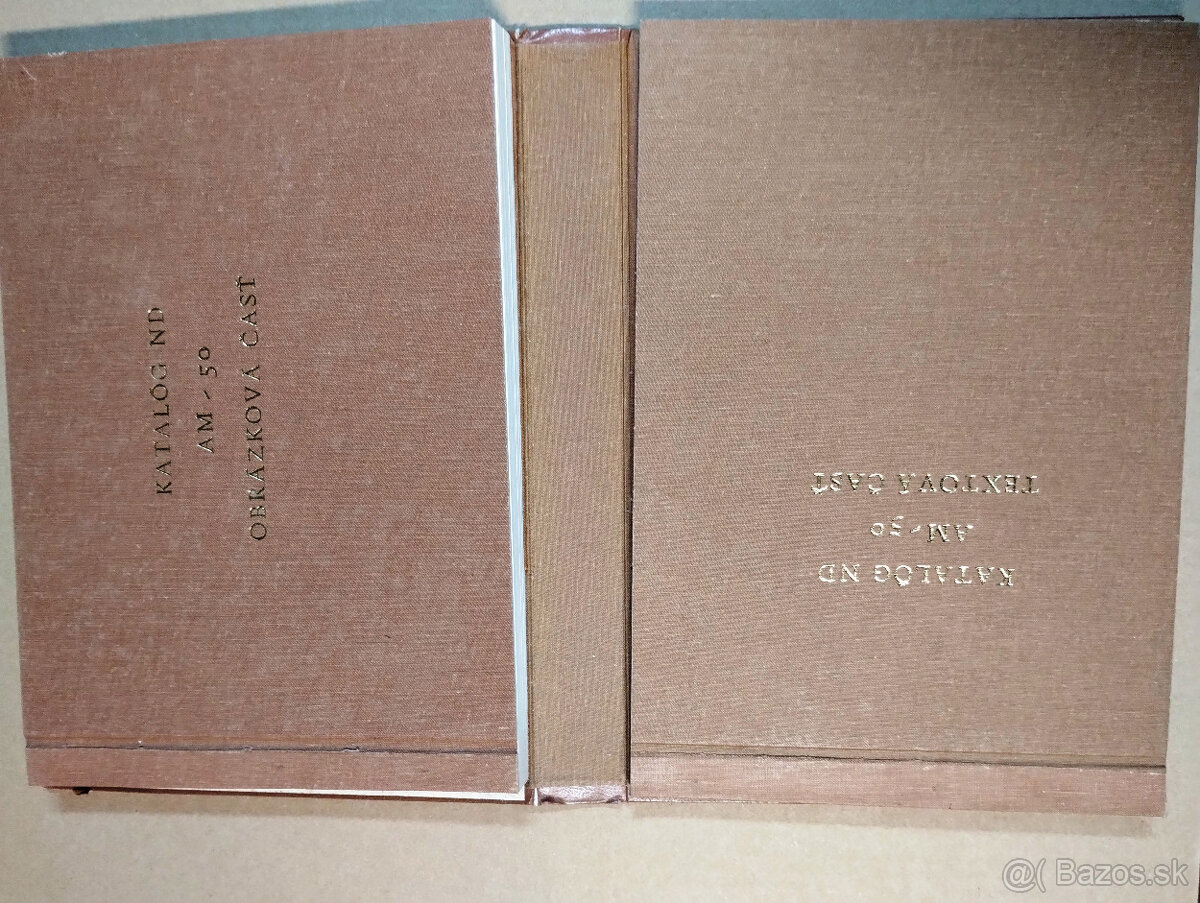 KATALÓG ND
AM - 50
OBRÁZKOVÁ ČASŤ
KATALÓG ND
AM - 50
TEXTOVÁ ČASŤ
@( Bazos.sk